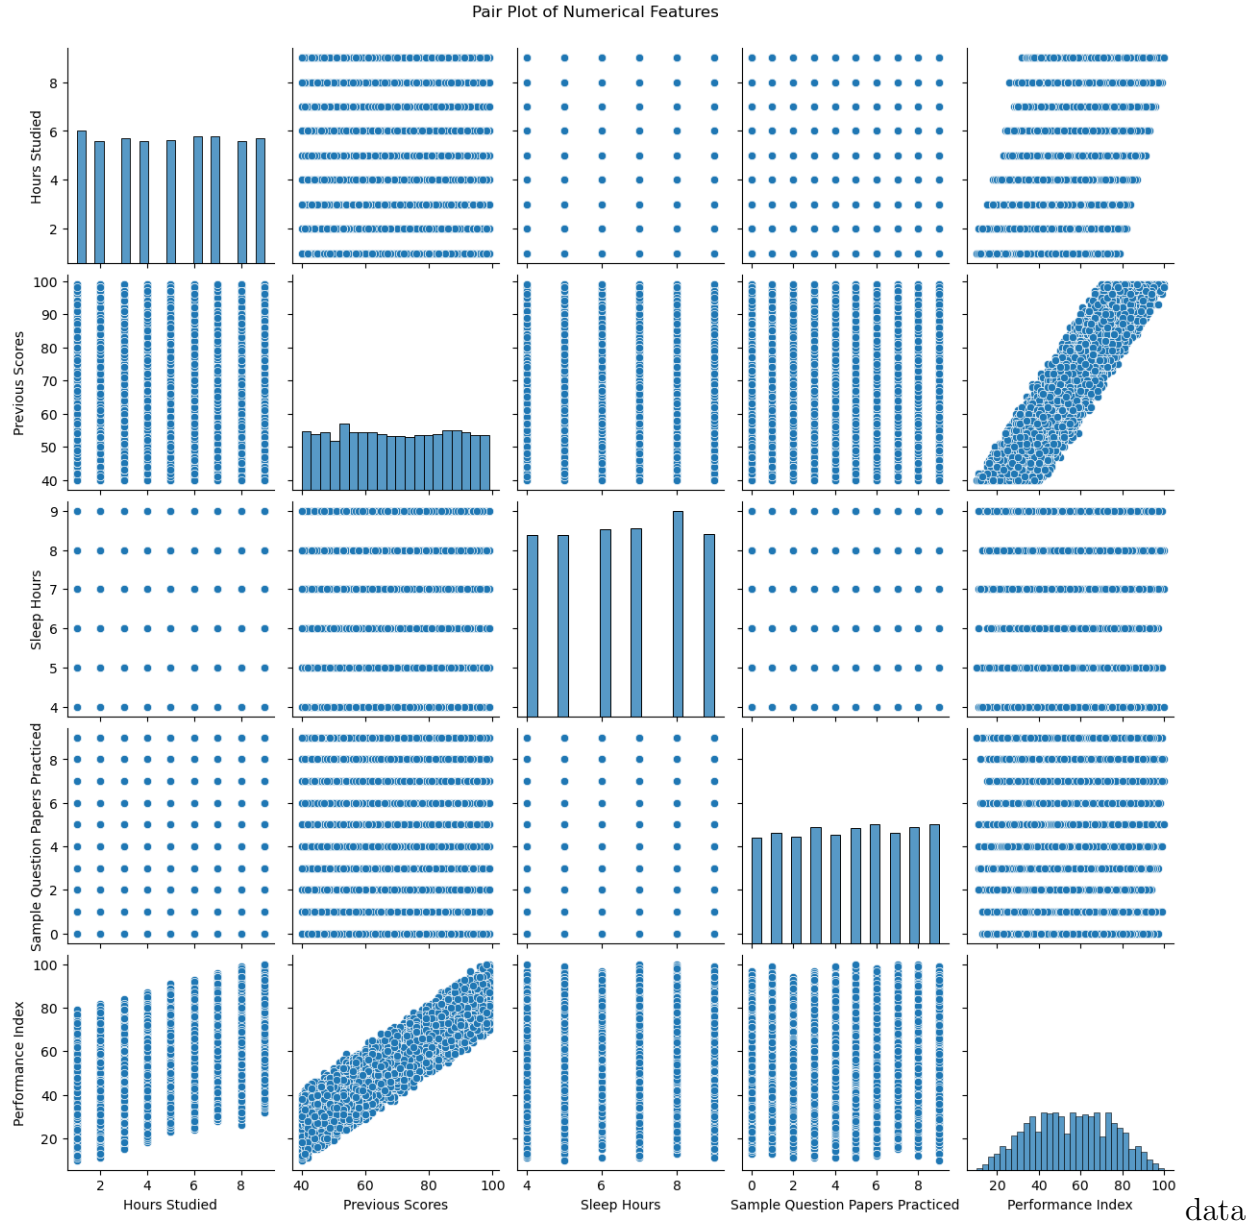 Pair Plot of Numerical Features
8
6
4
2
Hours Studied
100
90
80
70
60
50
40
Previous Scores
9
8
7
6
5
4
Sleep Hours
8
6
4
2
0
Sample Question Papers Practiced
100
80
60
40
20
Performance Index
2 4 6 8
40 60 80 100
4 6 8
0 2 4 6 8
20 40 60 80 100
Hours Studied
Previous Scores
Sleep Hours
Sample Question Papers Practiced
Performance Index
data